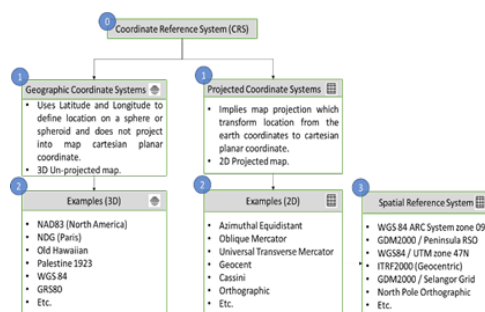 0
Coordinate Reference System (CRS)
1
Geographic Coordinate Systems
• Uses Latitude and Longitude to
define location on a sphere or
spheroid and does not project
into map cartesian planar
coordinate.
• 3D Un-projected map.
1
Projected Coordinate Systems
• Implies map projection which
transform location from the
earth coordinates to cartesian
planar coordinate.
• 2D Projected map.
2
Examples (3D)
• NAD83 (North America)
• NDG (Paris)
• Old Hawaiian
• Palestine 1923
• WGS 84
• GRS80
• Etc.
2
Examples (2D)
• Azimuthal Equidistant
• Oblique Mercator
• Universal Transverse Mercator
• Geocent
• Cassini
• Orthographic
• Etc.
3
Spatial Reference System
• WGS 84 ARC System zone 09
• GDM2000 / Peninsula RSO
• WGS84 / UTM zone 47N
• ITRF2000 (Geocentric)
• GDM2000 / Selangor Grid
• North Pole Orthographic
• Etc.